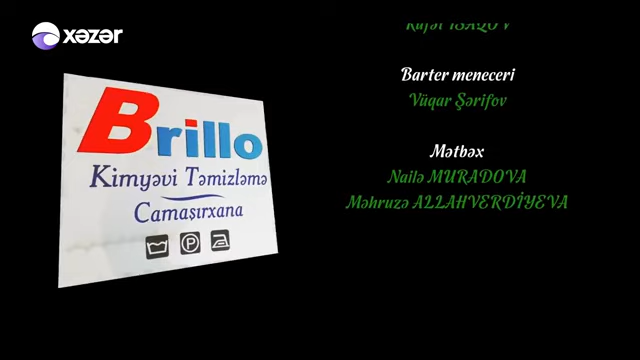 xəzər
Barter meneceri
Vüqar Şərifov
Mətbəx
Nailə MURADOVA
Məhruzə ALLAHVERDİYEVA
Brillo
Kimyəvi Təmizləmə
Camaşırxana
P